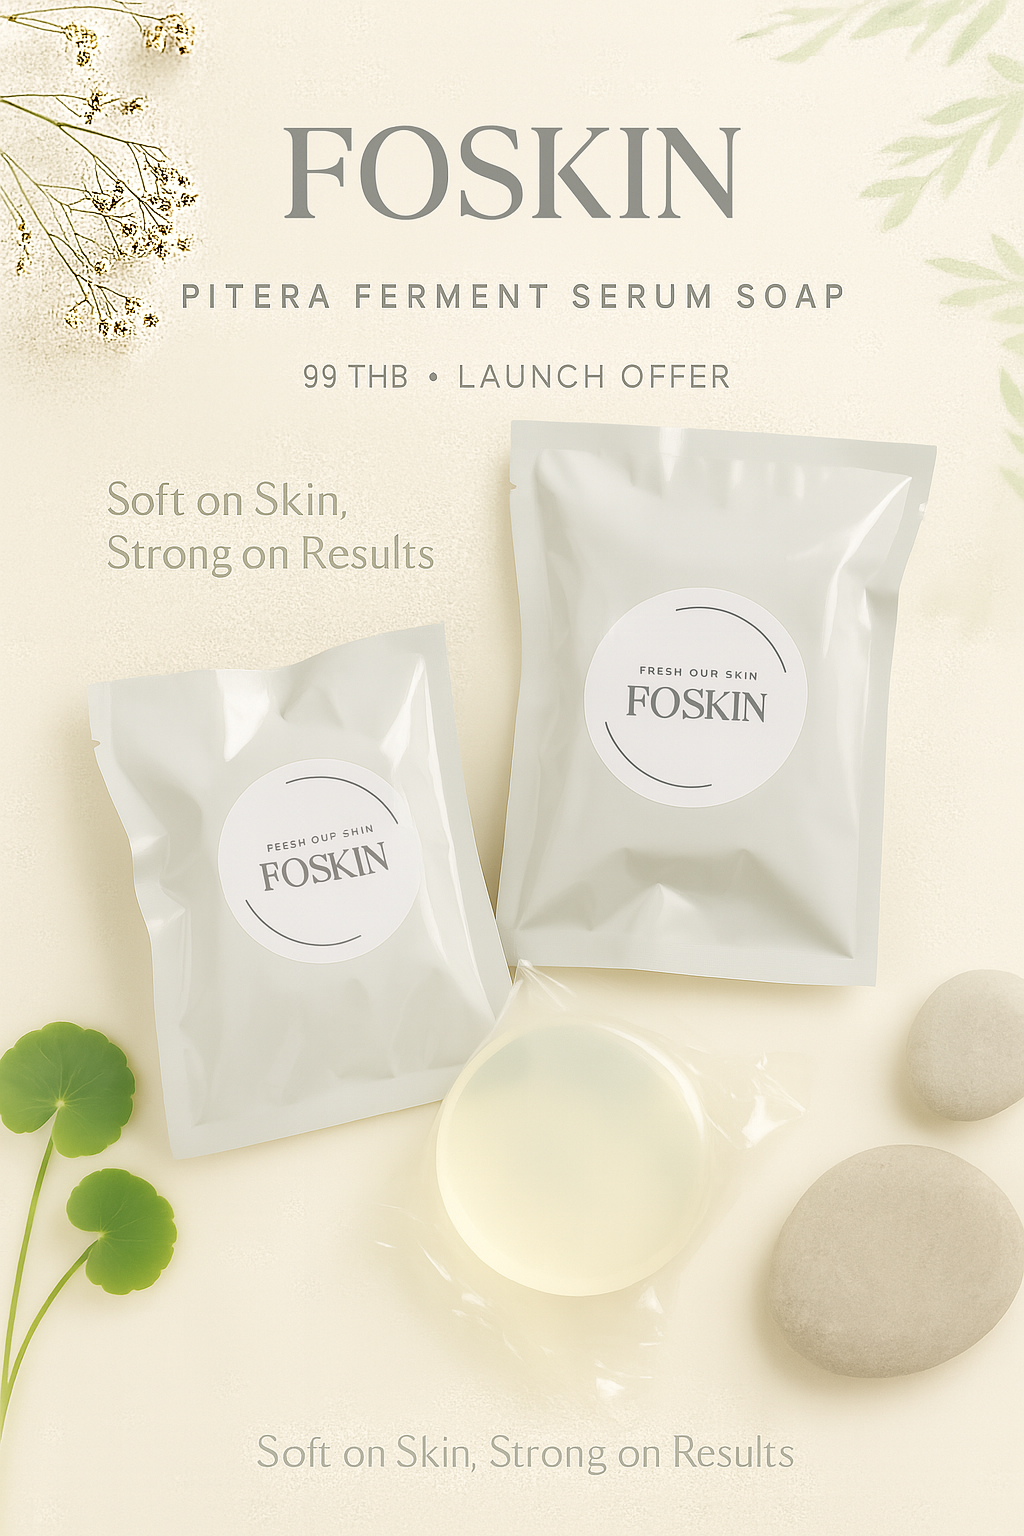 FOSKIN
PITERA FERMENT SERUM SOAP
99 THB • LAUNCH OFFER
Soft on Skin,
Strong on Results
FRESH OUR SKIN
FOSKIN
FEESH OUP SHIN
FOSKIN
Soft on Skin, Strong on Results